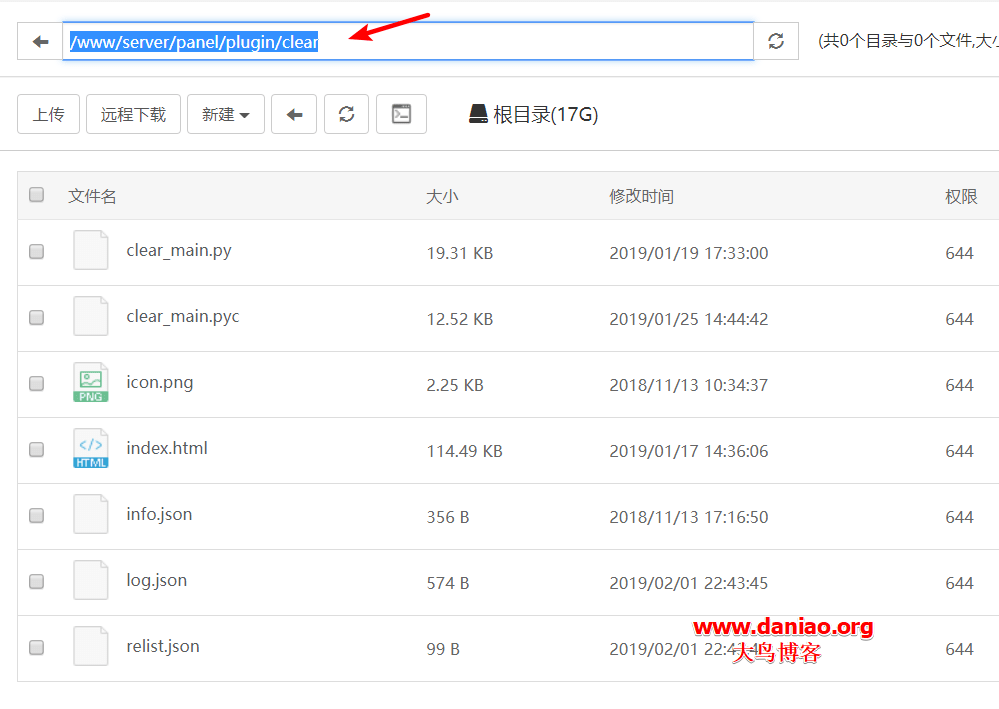 /www/server/panel/plugin/clear
(共0个目录与0个文件,大
上传 远程下载 新建 根目录(17G)
文件名 大小 修改时间 权限
clear_main.py 19.31 KB 2019/01/19 17:33:00 644
clear_main.pyc 12.52 KB 2019/01/25 14:44:42 644
PNG icon.png 2.25 KB 2018/11/13 10:34:37 644
HTML index.html 114.49 KB 2019/01/17 14:36:06 644
info.json 356 B 2018/11/13 17:16:50 644
log.json 574 B 2019/02/01 22:43:45 644
www.daniao.org
relist.json 99 B 2019/02/01 644
大鸟博客